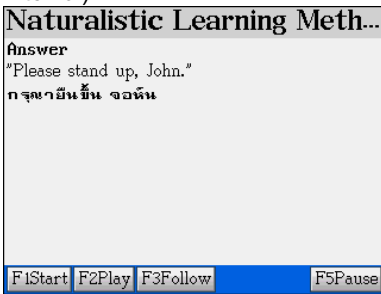 Naturalistic Learning Meth...
Answer
"Please stand up, John."
กรุณายืนขึ้น จอห์น
F1Start F2Play F3Follow F5Pause